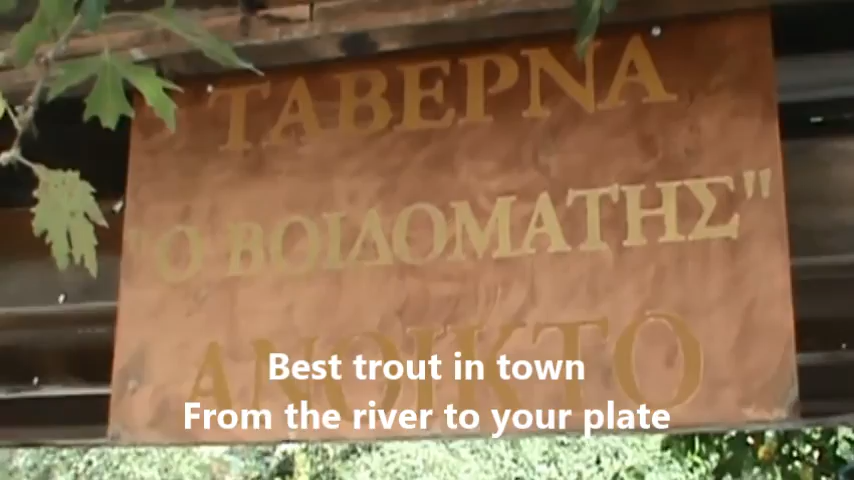 ΤΑΒΕΡΝΑ
"Ο ΒΟΙΔΟΜΑΤΗΣ"
ΑΝΟΙΚΤΟ
Best trout in town
From the river to your plate